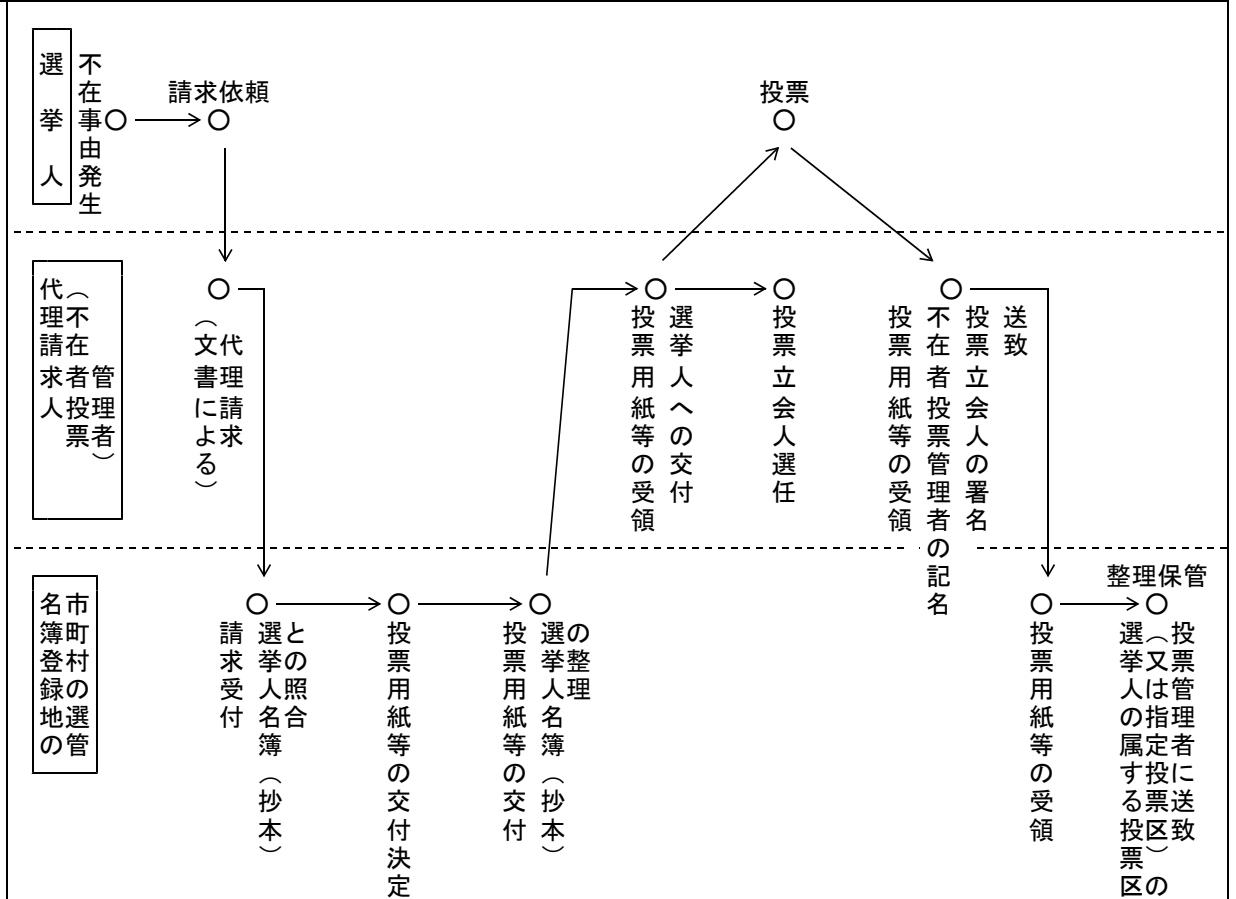 選挙人
不在事由発生
請求依頼
投票
代理請求人
（不在者投票
管理者）
代理請求
（文書による）
投票用紙等の受領
選挙人への交付
投票立会人選任
投票用紙等の受領
不在者投票管理者の記名
投票立会人の署名
送致
名簿登録地の
市町村の選管
請求受付
選挙人名簿（抄本）
との照合
投票用紙等の交付決定
投票用紙等の交付
選挙人名簿（抄本）
の整理
投票用紙等の受領
整理保管
選挙人の属する投票区
（又は指定投票区）の
投票管理者に送致